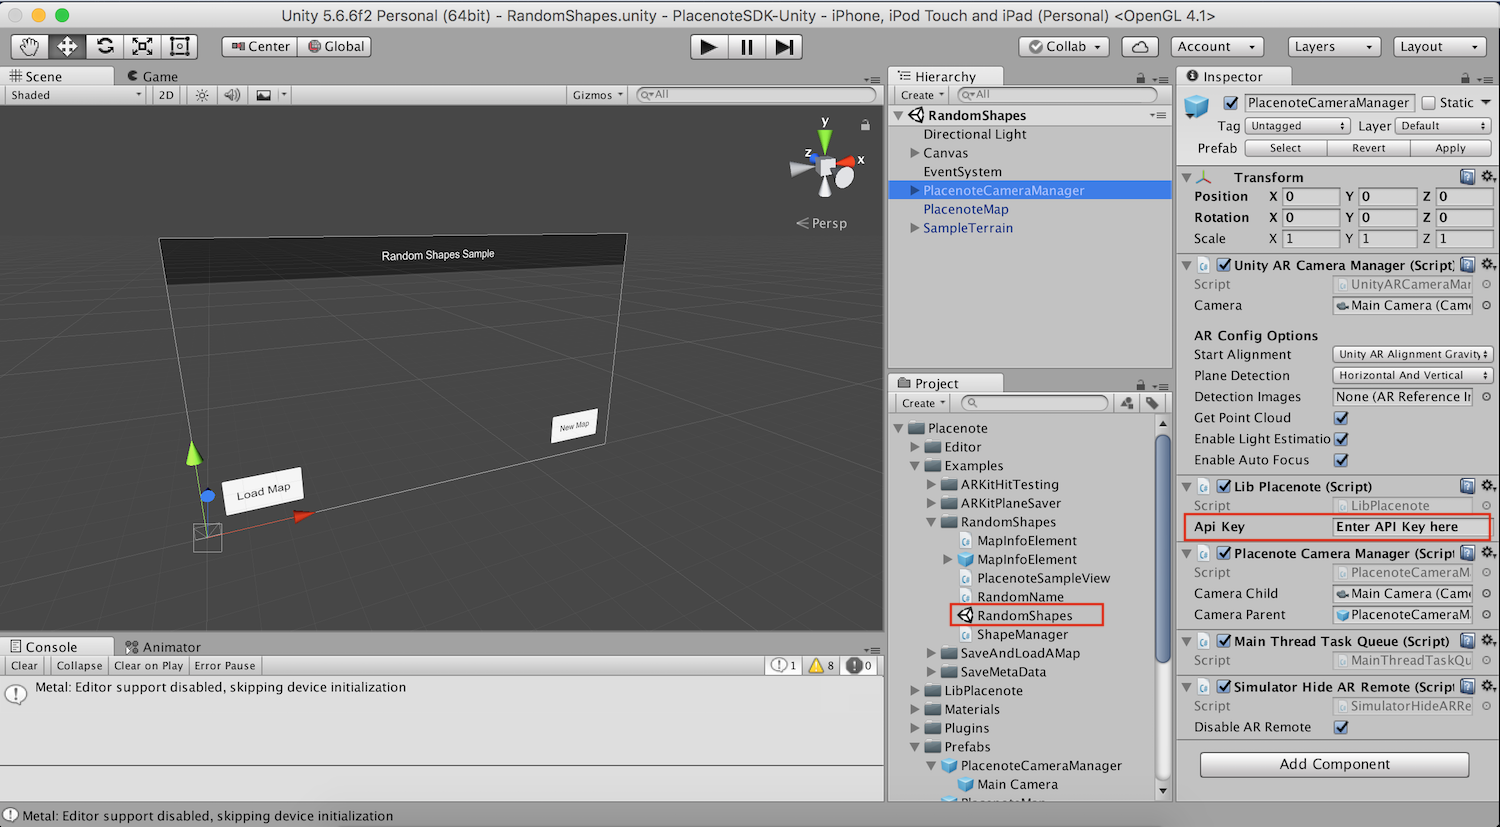 Unity 5.6.6f2 Personal (64bit) - RandomShapes.unity - PlacenoteSDK-Unity - iPhone, iPod Touch and iPad (Personal) <OpenGL 4.1>
Center Global Collab Account Layers Layout
Scene Game
Shaded 2D Gizmos All
y
z x
Persp
Random Shapes Sample
New Map
Load Map
Hierarchy
Create All
RandomShapes
Directional Light
Canvas
EventSystem
PlacenoteCameraManager
PlacenoteMap
SampleTerrain
Project
Create
Placenote
Editor
Examples
ARKitHitTesting
ARKitPlaneSaver
RandomShapes
MapInfoElement
MapInfoElement
PlacenoteSampleView
RandomName
RandomShapes
ShapeManager
SaveAndLoadAMap
SaveMetaData
LibPlacenote
Materials
Plugins
Prefabs
PlacenoteCameraManager
Main Camera
Inspector
PlacenoteCameraManager Static
Tag Untagged Layer Default
Prefab Select Revert Apply
Transform
Position X 0 Y 0 Z 0
Rotation X 0 Y 0 Z 0
Scale X 1 Y 1 Z 1
Unity AR Camera Manager (Script)
Script UnityARCameraMar
Camera Main Camera (Came
AR Config Options
Start Alignment Unity AR Alignment Gravity
Plane Detection Horizontal And Vertical
Detection Images None (AR Reference Ir
Get Point Cloud
Enable Light Estimatio
Enable Auto Focus
Lib Placenote (Script)
Script LibPlacenote
Api Key Enter API Key here
Placenote Camera Manager (Script
Script PlacenoteCameraM
Camera Child Main Camera (Came
Camera Parent PlacenoteCameraM
Main Thread Task Queue (Script)
Script MainThreadTaskQu
Simulator Hide AR Remote (Script
Script SimulatorHideARRe
Disable AR Remote
Add Component
Console Animator
Clear Collapse Clear on Play Error Pause 1 8 0
Metal: Editor support disabled, skipping device initialization
Metal: Editor support disabled, skipping device initialization